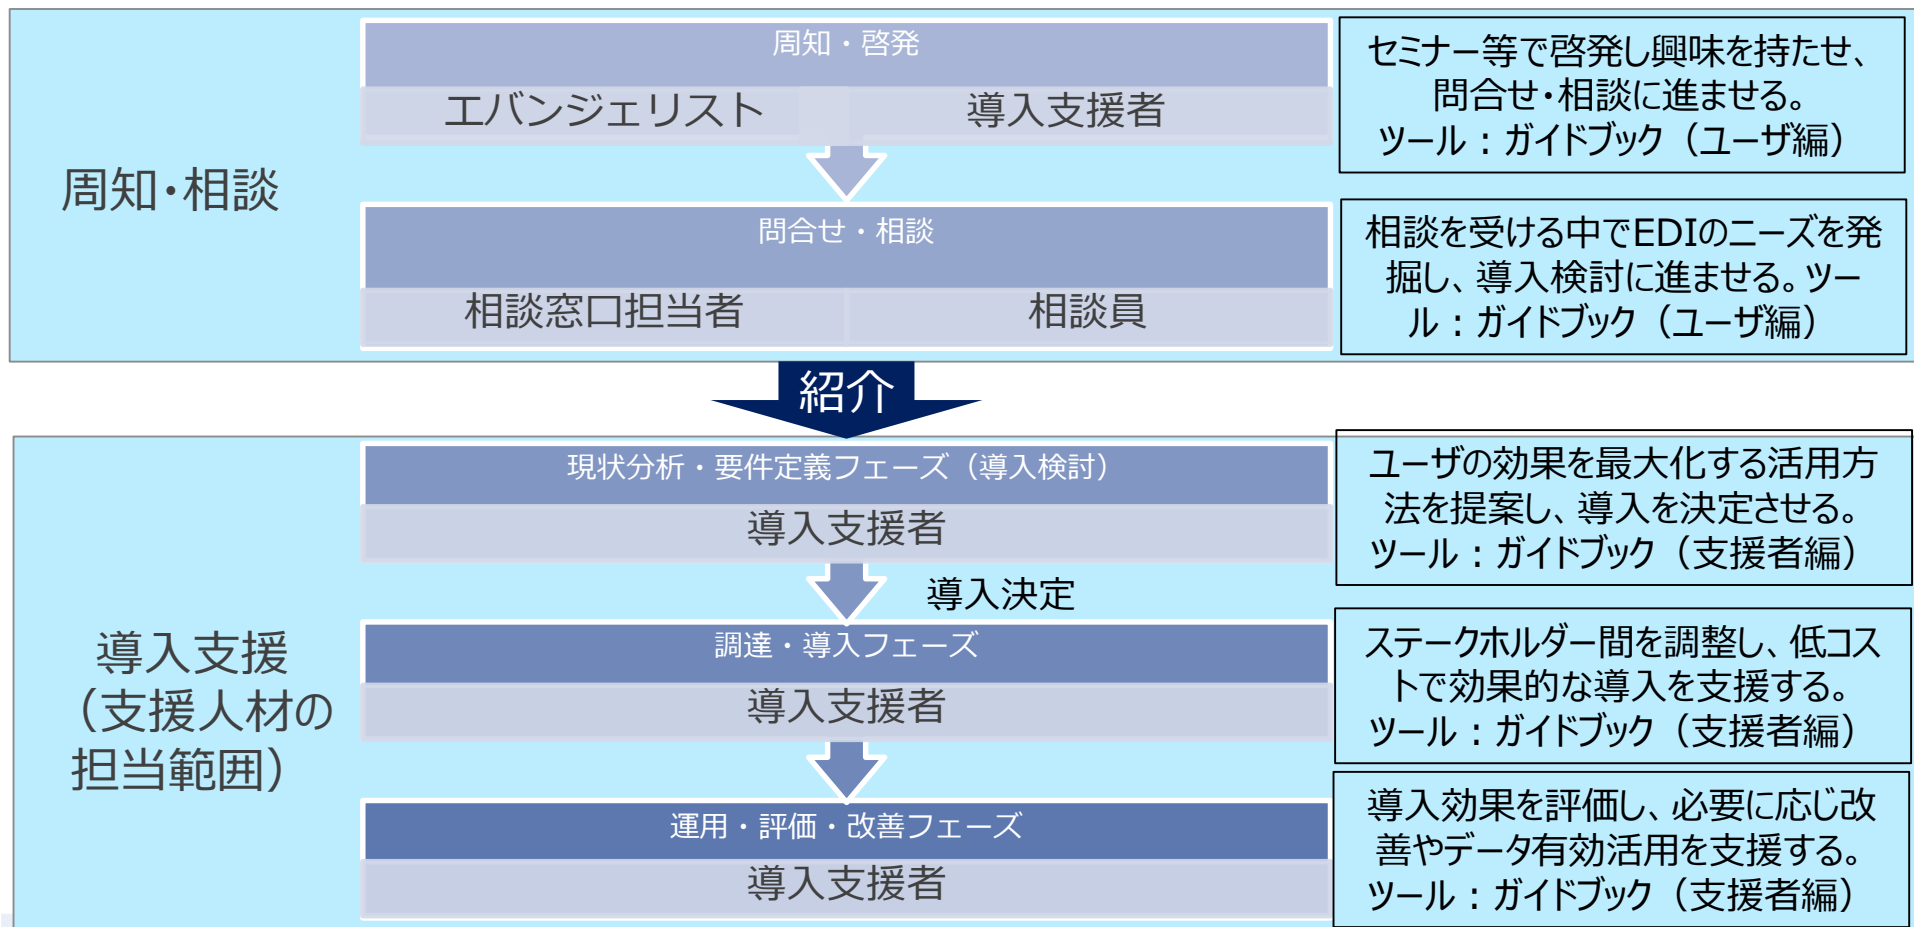 周知・相談
周知・啓発
エバンジェリスト
導入支援者
セミナー等で啓発し興味を持たせ、
問合せ・相談に進ませる。
ツール：ガイドブック（ユーザ編）
問合せ・相談
相談窓口担当者
相談員
相談を受ける中でEDIのニーズを発
掘し、導入検討に進ませる。ツー
ル：ガイドブック（ユーザ編）
紹介
導入支援
（支援人材の
担当範囲）
現状分析・要件定義フェーズ（導入検討）
導入支援者
ユーザの効果を最大化する活用方
法を提案し、導入を決定させる。
ツール：ガイドブック（支援者編）
導入決定
調達・導入フェーズ
導入支援者
ステークホルダー間を調整し、低コス
トで効果的な導入を支援する。
ツール：ガイドブック（支援者編）
運用・評価・改善フェーズ
導入支援者
導入効果を評価し、必要に応じ改
善やデータ有効活用を支援する。
ツール：ガイドブック（支援者編）